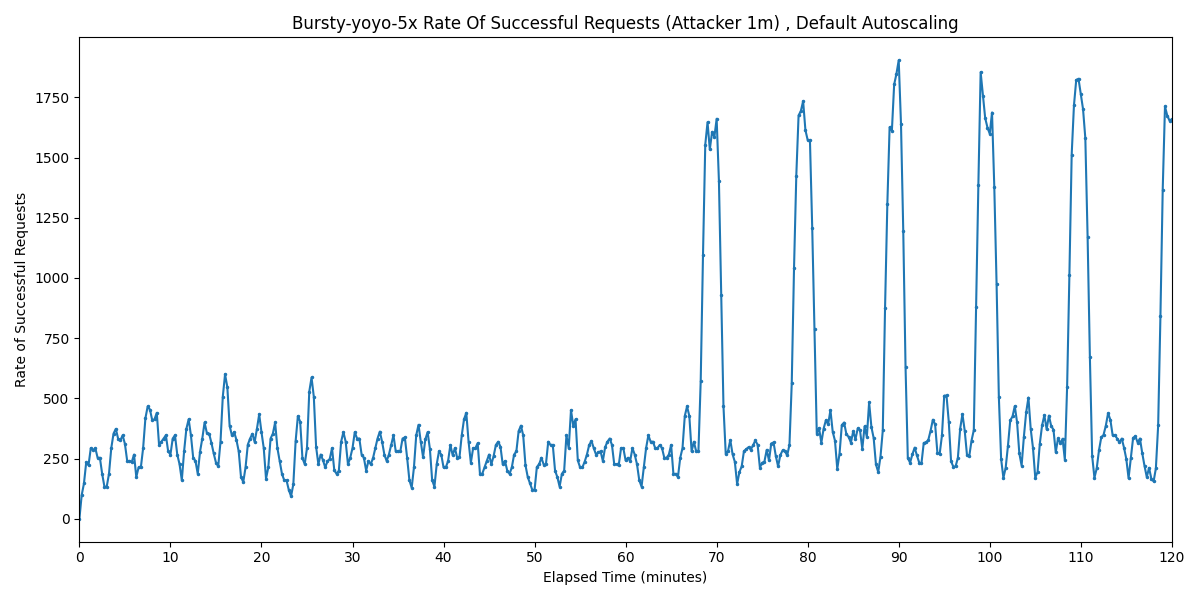 Bursty-yoyo-5x Rate Of Successful Requests (Attacker 1m) , Default Autoscaling
Rate of Successful Requests
1750
1500
1250
1000
750
500
250
0
0 10 20 30 40 50 60 70 80 90 100 110 120
Elapsed Time (minutes)